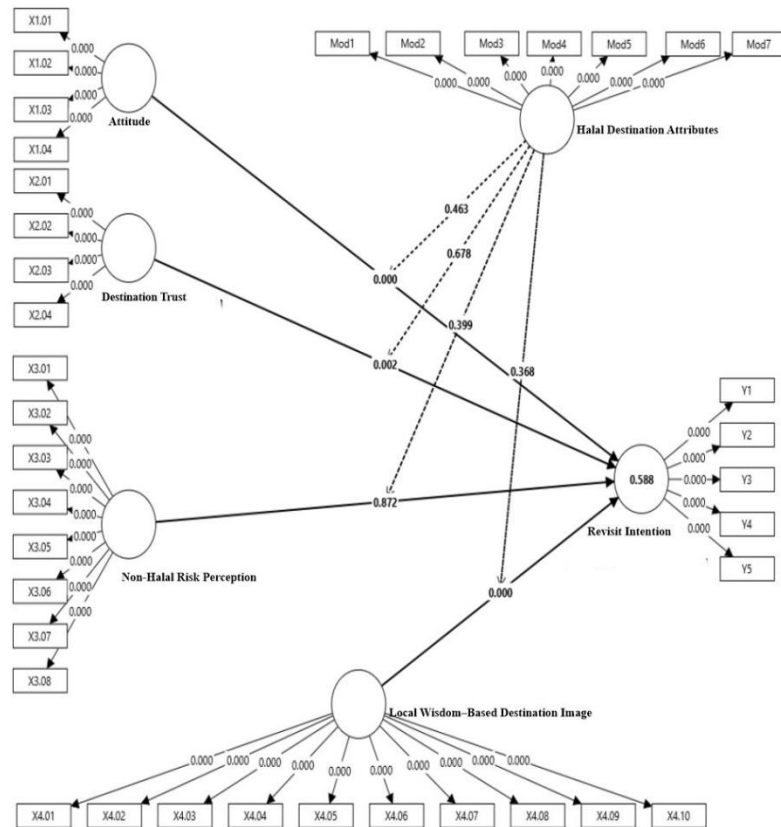 X1.01
0.000
X1.02
0.000
0.000
X1.03
0.000
X1.04
Attitude
X2.01
0.000
X2.02
0.000
X2.03
0.000
0.000
X2.04
Destination Trust
1
X3.01
X3.02
0.000
X3.03
0.000
0.000
X3.04
0.000
X3.05
0.000
X3.06
0.000
X3.07
0.000
0.000
X3.08
Non-Halal Risk Perception
Mod1 Mod2 Mod3 Mod4 Mod5 Mod6 Mod7
0.000 0.000 0.000 0.000 0.000 0.000 0.000
Halal Destination Attributes
0.463
0.678
0.000
0.399
0.002
0.368
0.872
0.000
0.588
Revisit Intention
Y1
0.000
Y2
0.000
0.000
Y3
0.000
Y4
0.000
Y5
Local Wisdom–Based Destination Image
0.000 0.000 0.000 0.000 0.000 0.000 0.000 0.000 0.000 0.000
X4.01 X4.02 X4.03 X4.04 X4.05 X4.06 X4.07 X4.08 X4.09 X4.10